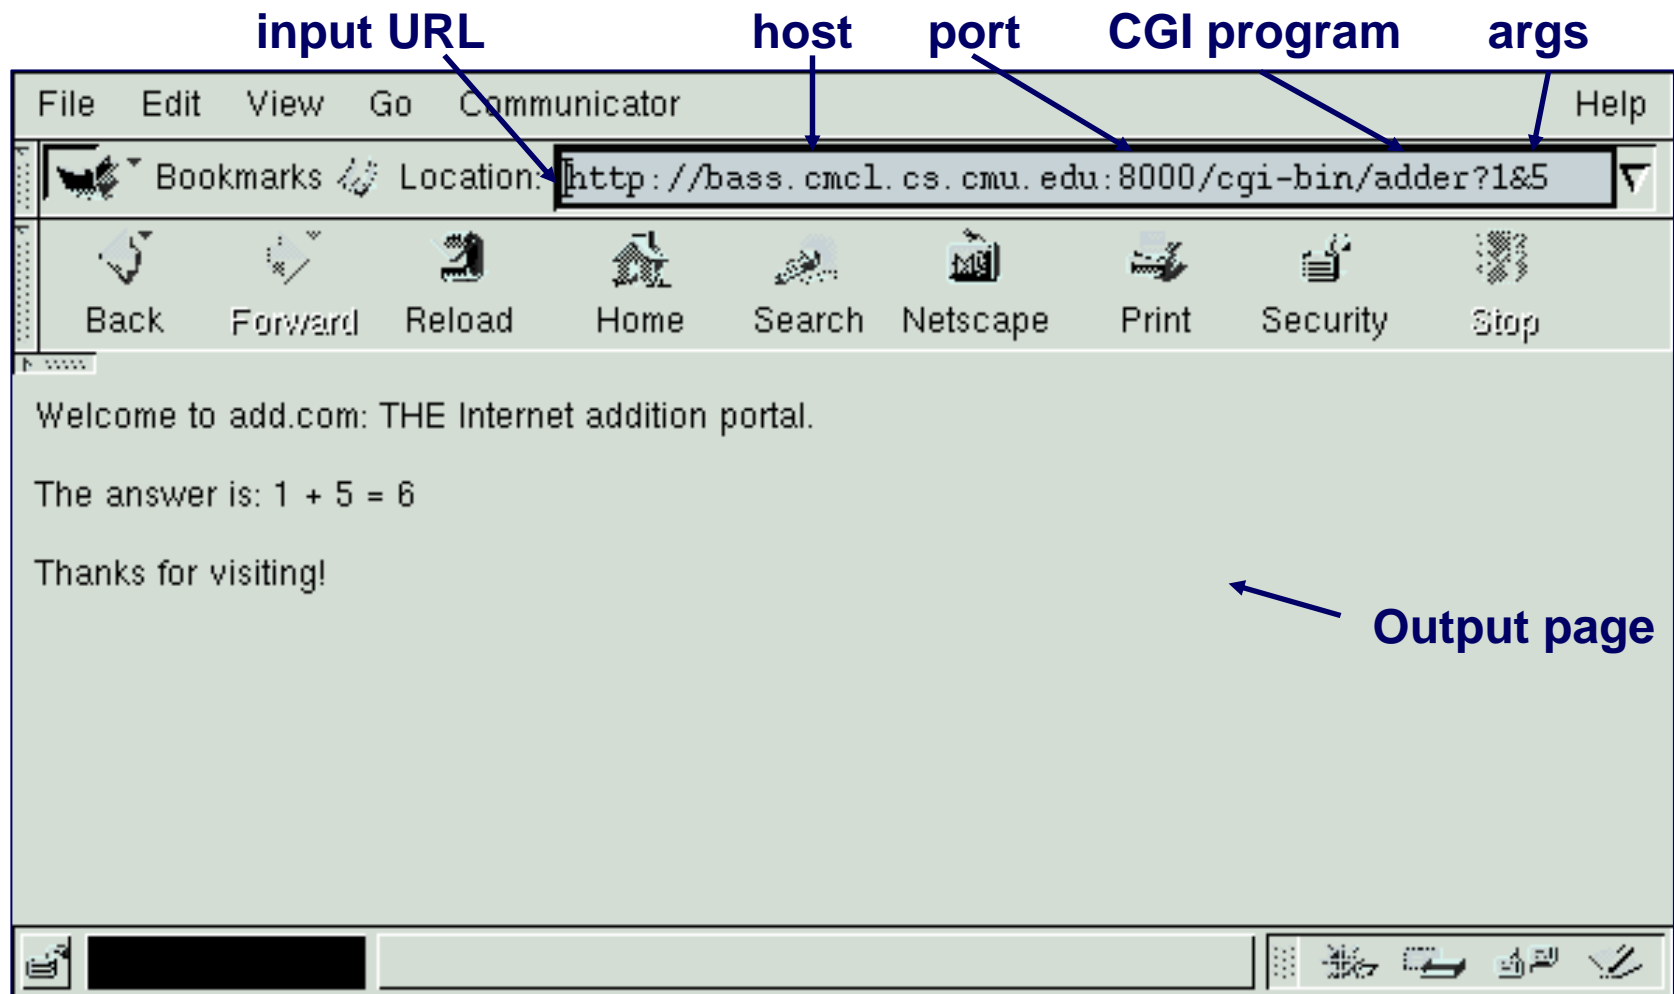 input URL host port CGI program args
File Edit View Go Communicator Help
Bookmarks Location: http://bass.cmcl.cs.cmu.edu:8000/cgi-bin/adder?1&5
Back Forward Reload Home Search Netscape Print Security Stop
Welcome to add.com: THE Internet addition portal.
The answer is: 1 + 5 = 6
Thanks for visiting!
Output page